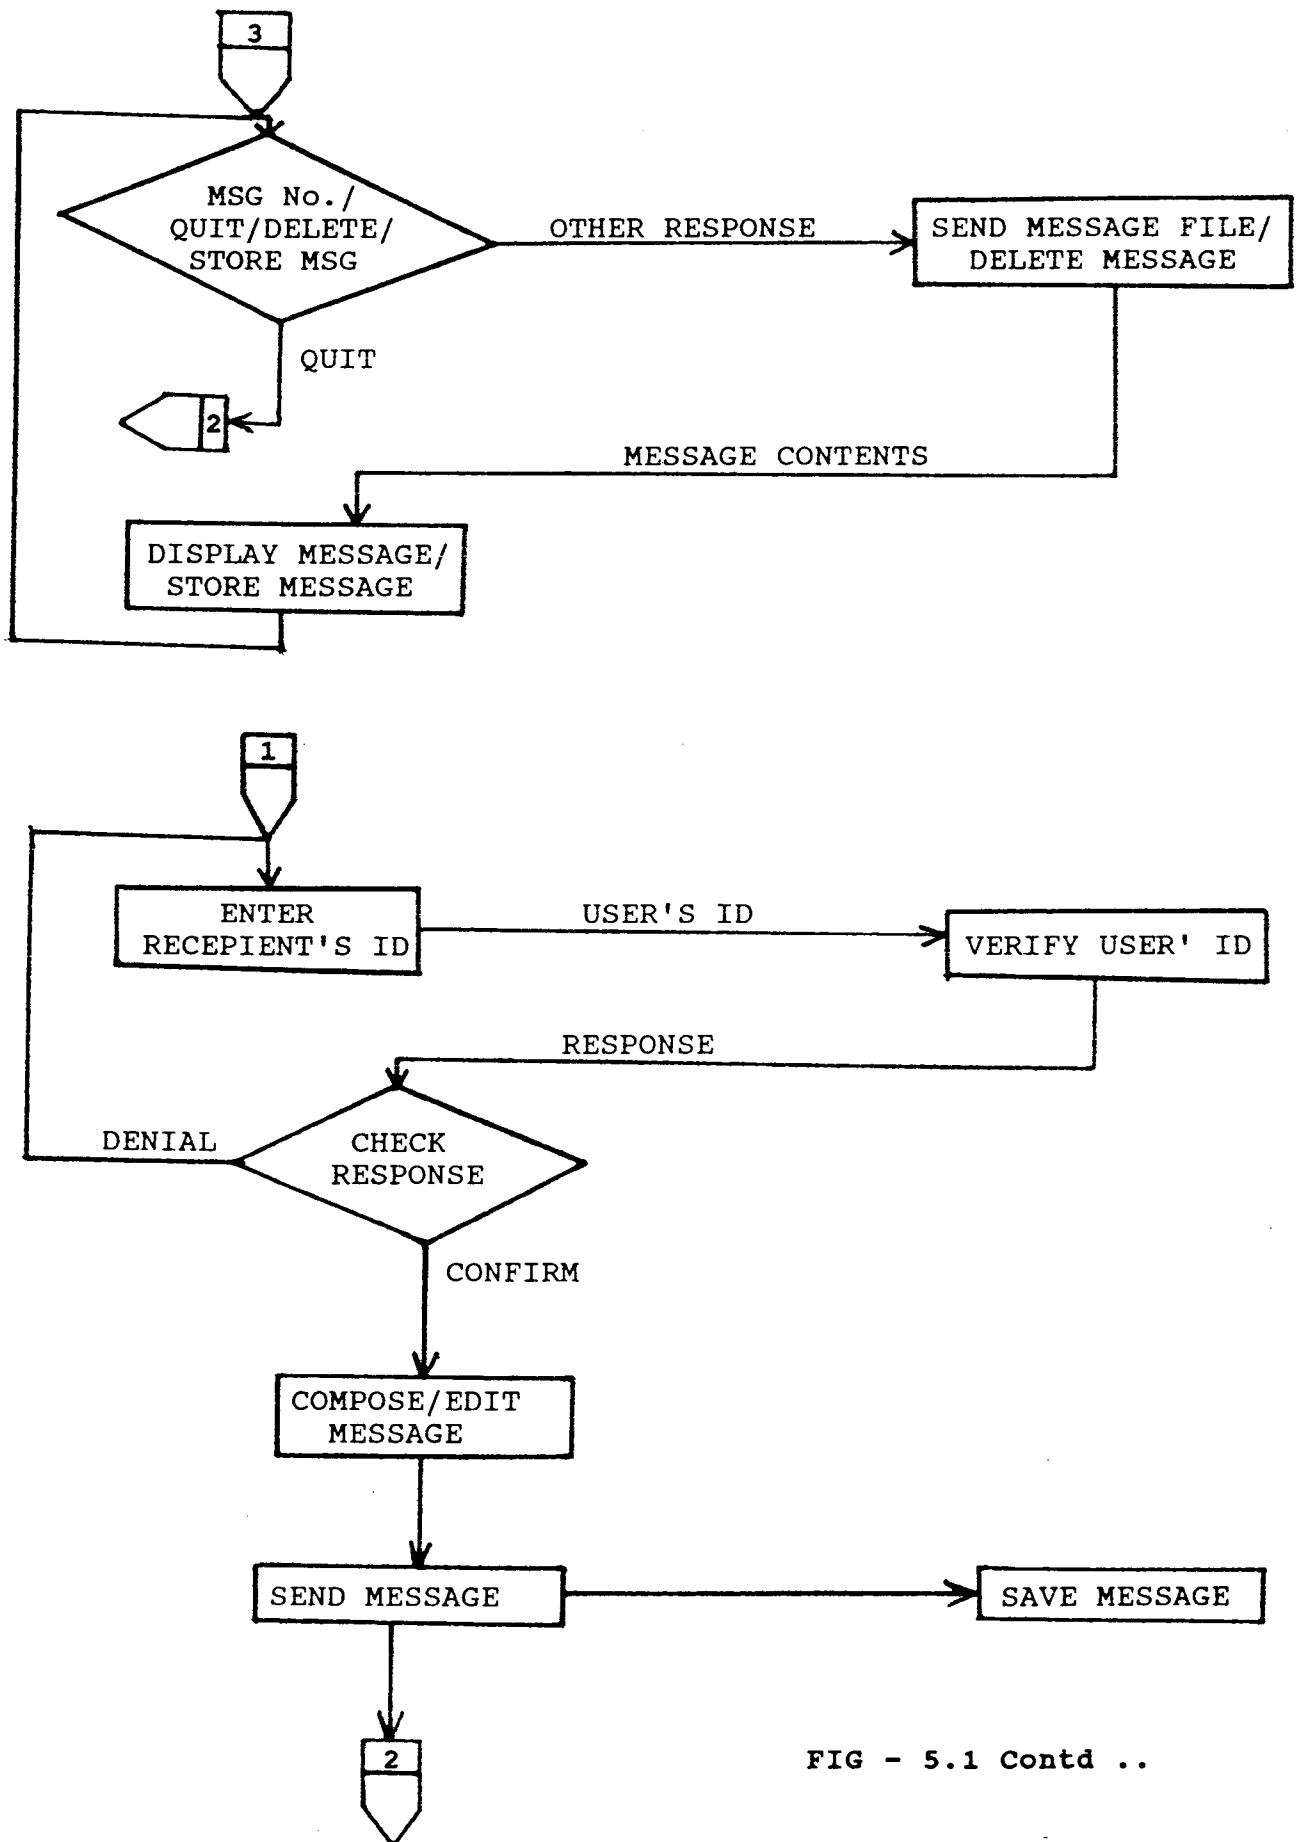 3
MSG No./
QUIT/DELETE/
STORE MSG
OTHER RESPONSE
SEND MESSAGE FILE/
DELETE MESSAGE
QUIT
2
MESSAGE CONTENTS
DISPLAY MESSAGE/
STORE MESSAGE
1
ENTER
RECEPIENT'S ID
USER'S ID
VERIFY USER' ID
RESPONSE
DENIAL
CHECK
RESPONSE
CONFIRM
COMPOSE/EDIT
MESSAGE
SEND MESSAGE
SAVE MESSAGE
2
FIG - 5.1 Contd ..